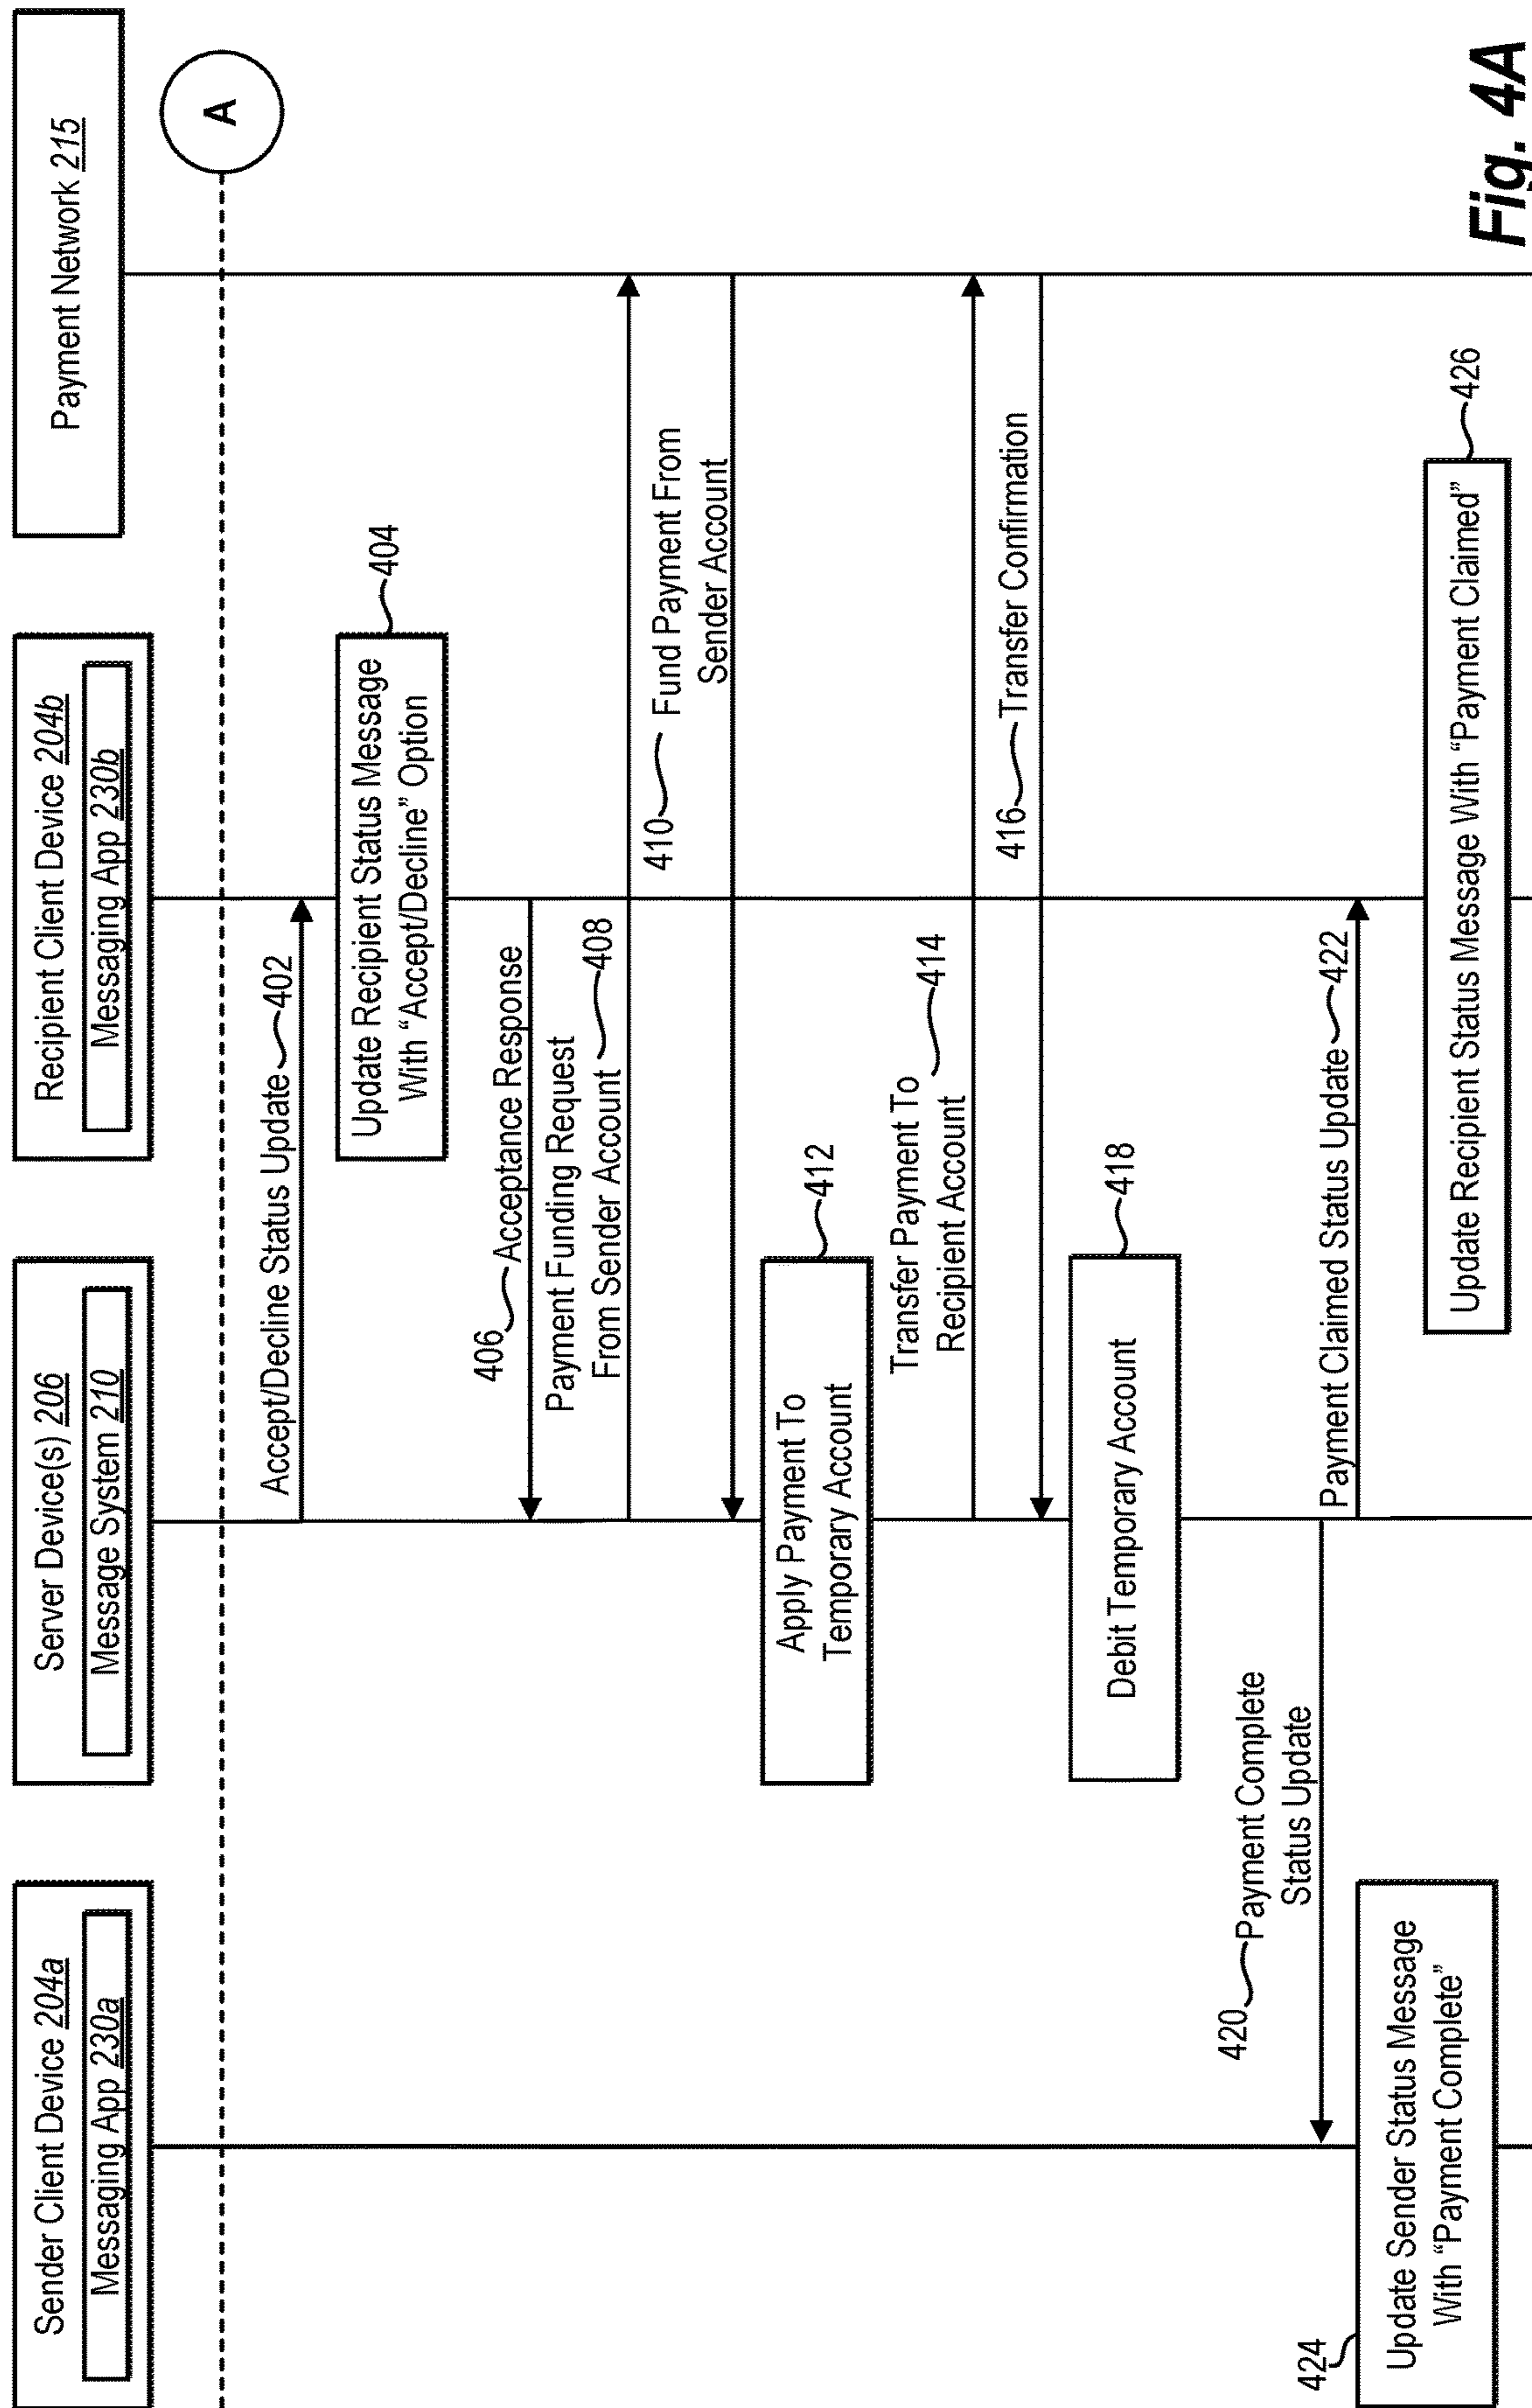 Sender Client Device 204a
Messaging App 230a
Server Device(s) 206
Message System 210
Recipient Client Device 204b
Messaging App 230b
Payment Network 215
A
Accept/Decline Status Update 402
Update Recipient Status Message
With “Accept/Decline” Option
404
406 Acceptance Response
Payment Funding Request
From Sender Account 408
410 Fund Payment From
Sender Account
Apply Payment To
Temporary Account
412
Transfer Payment To
Recipient Account 414
416 Transfer Confirmation
Debit Temporary Account
418
420 Payment Complete
Status Update
Payment Claimed Status Update 422
424
Update Sender Status Message
With “Payment Complete”
Update Recipient Status Message With “Payment Claimed”
426
Fig. 4A